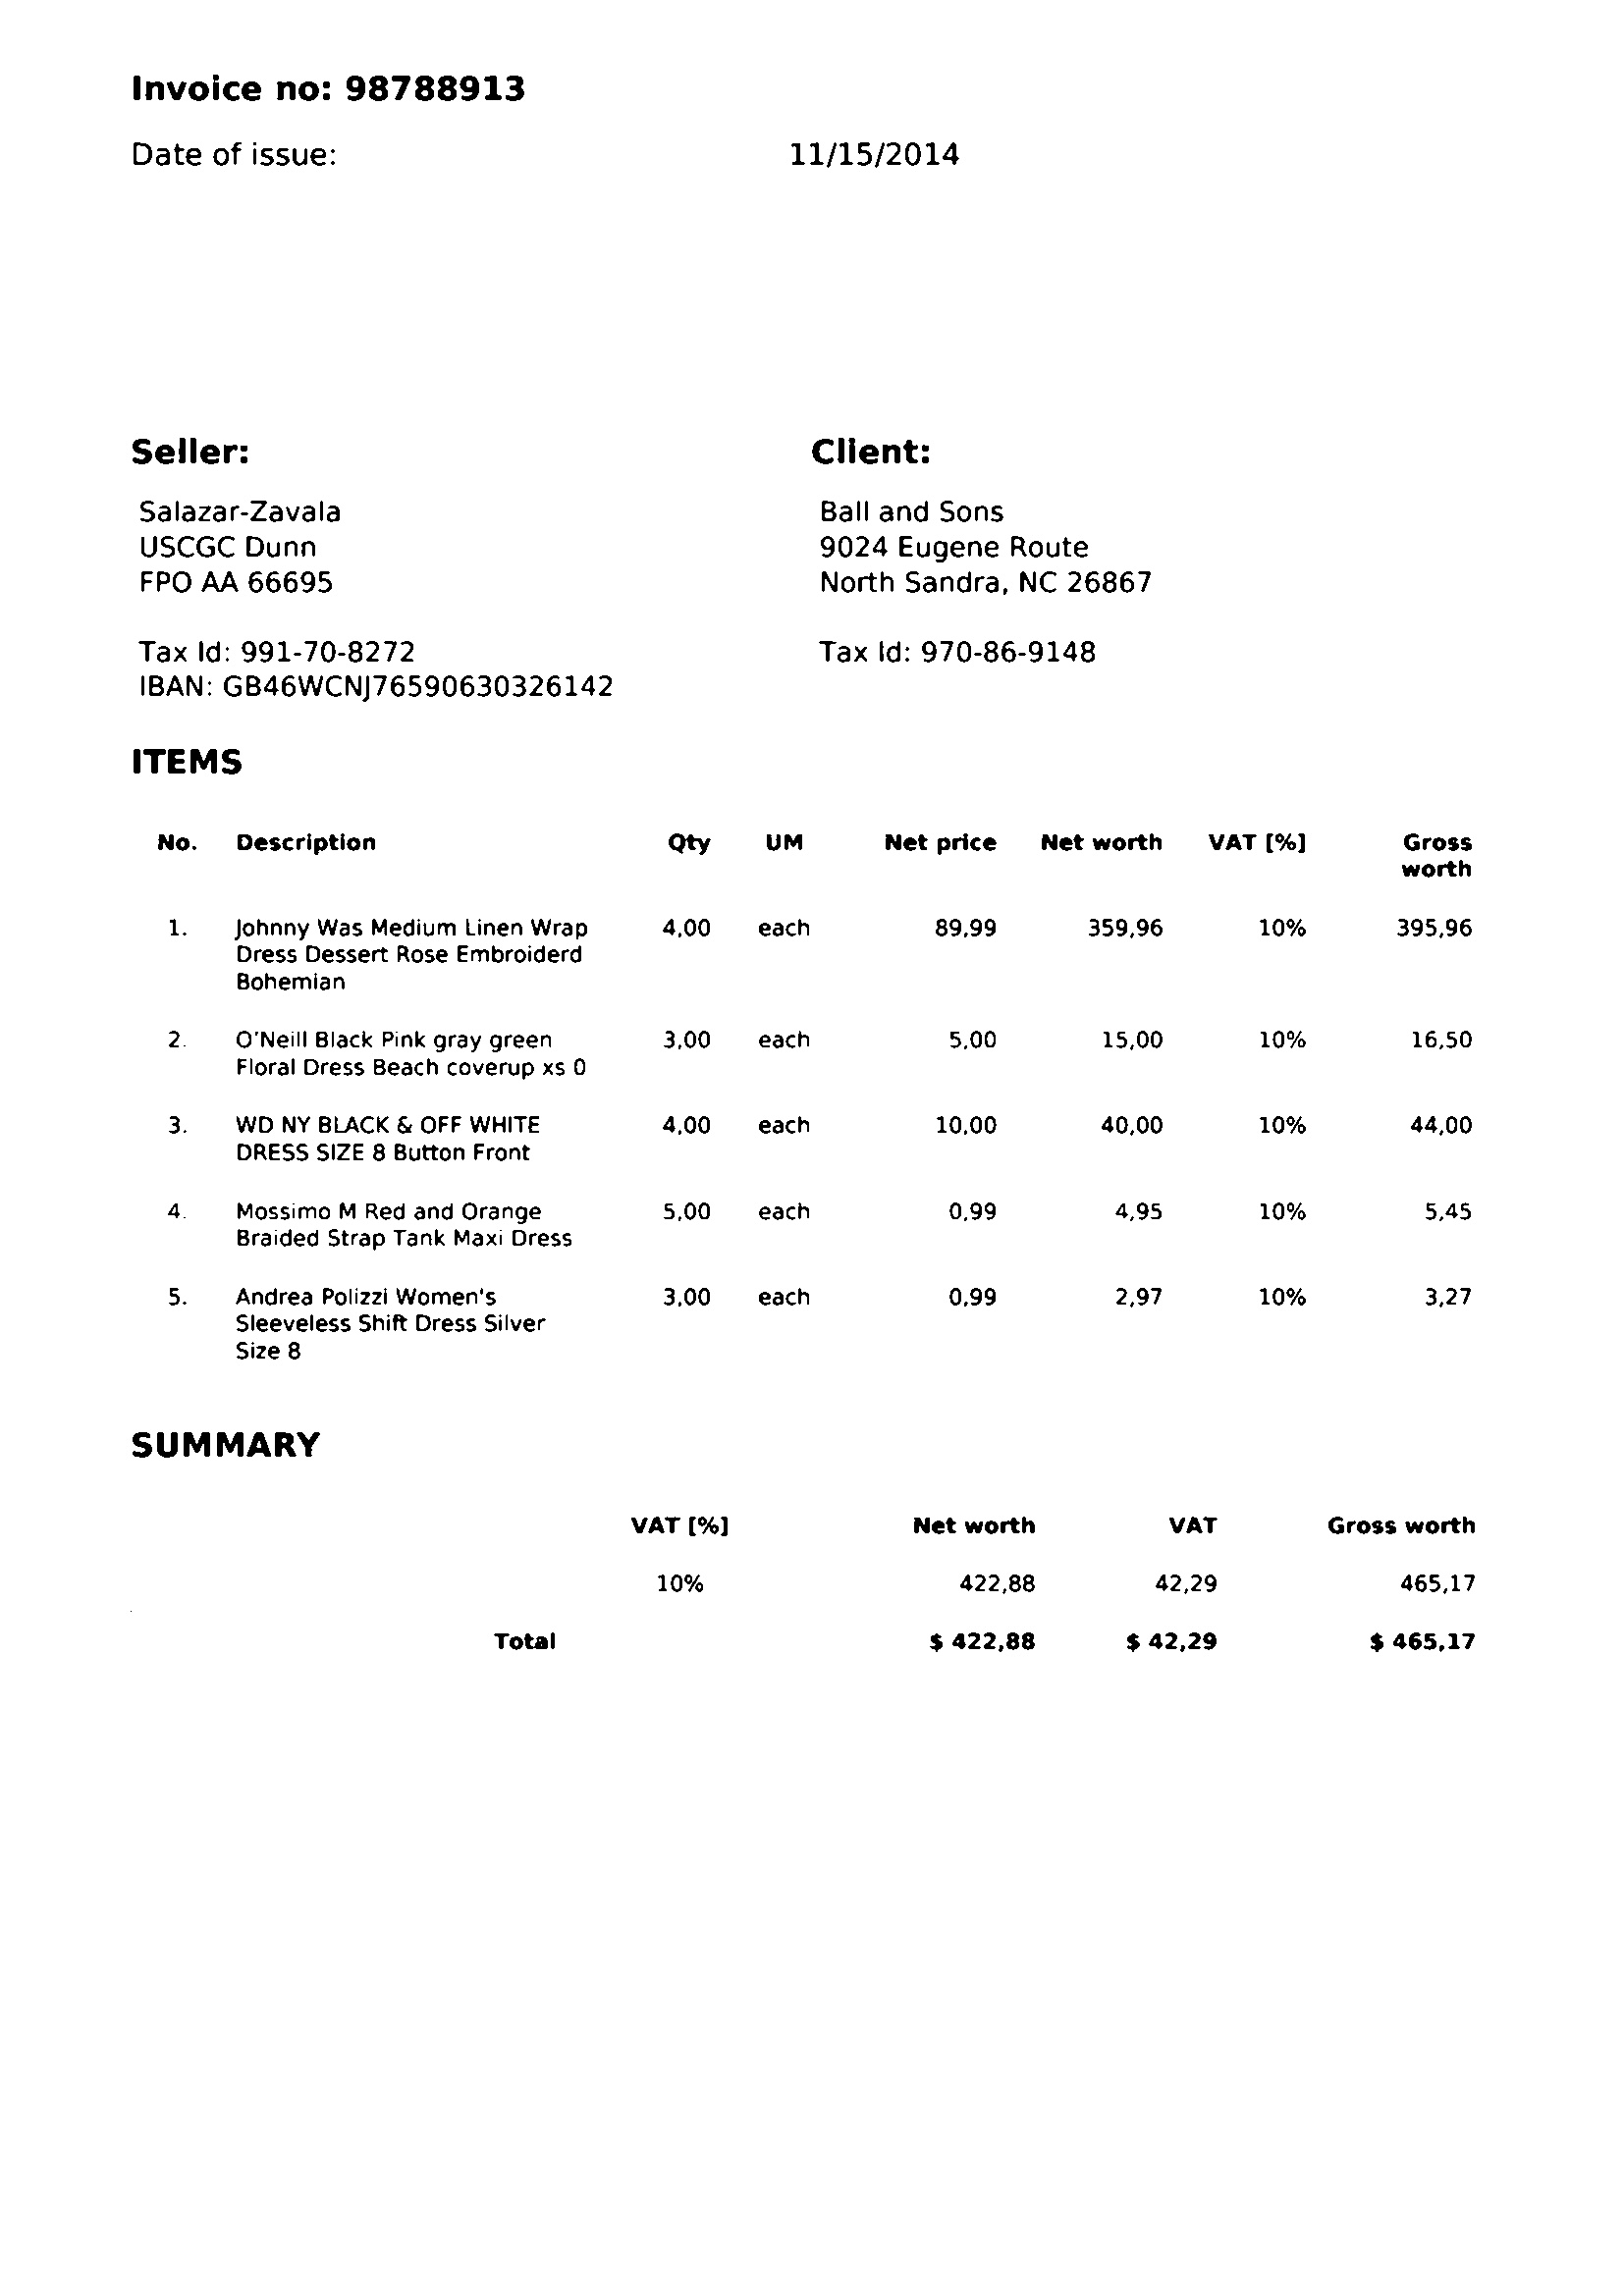 Invoice no: 98788913
Date of issue: 11/15/2014
Seller:
Salazar-Zavala
USCGC Dunn
FPO AA 66695
Tax Id: 991-70-8272
IBAN: GB46WCNJ76590630326142
Client:
Ball and Sons
9024 Eugene Route
North Sandra, NC 26867
Tax Id: 970-86-9148
ITEMS
No. Description Qty UM Net price Net worth VAT [%] Gross
worth
1. Johnny Was Medium Linen Wrap 4,00 each 89,99 359,96 10% 395,96
Dress Dessert Rose Embroiderd
Bohemian
2. O'Neill Black Pink gray green 3,00 each 5,00 15,00 10% 16,50
Floral Dress Beach coverup xs 0
3. WD NY BLACK & OFF WHITE 4,00 each 10,00 40,00 10% 44,00
DRESS SIZE 8 Button Front
4. Mossimo M Red and Orange 5,00 each 0,99 4,95 10% 5,45
Braided Strap Tank Maxi Dress
5. Andrea Polizzi Women's 3,00 each 0,99 2,97 10% 3,27
Sleeveless Shift Dress Silver
Size 8
SUMMARY
VAT [%] Net worth VAT Gross worth
10% 422,88 42,29 465,17
Total $ 422,88 $ 42,29 $ 465,17